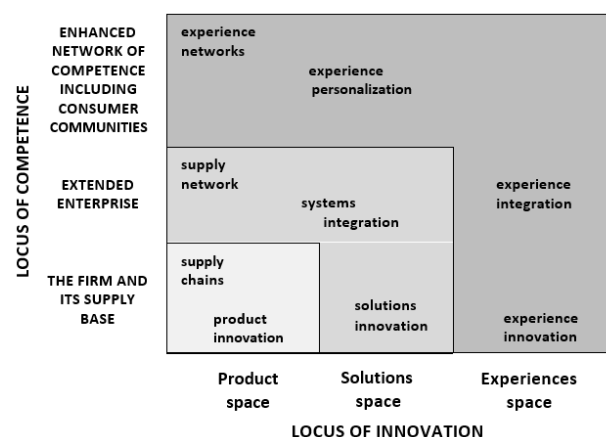 LOCUS OF COMPETENCE
ENHANCED
NETWORK OF
COMPETENCE
INCLUDING
CONSUMER
COMMUNITIES
experience
networks
experience
personalization
EXTENDED
ENTERPRISE
supply
network
systems
integration
experience
integration
THE FIRM AND
ITS SUPPLY
BASE
supply
chains
product
innovation
solutions
innovation
experience
innovation
Product
space
Solutions
space
Experiences
space
LOCUS OF INNOVATION